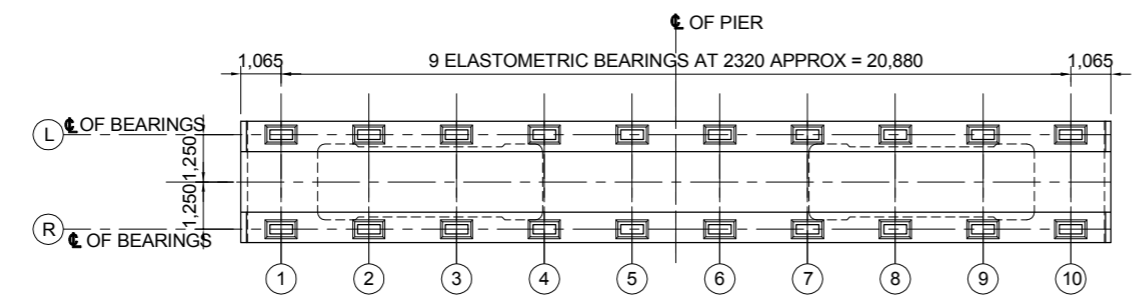 ℄ OF PIER
1,065
9 ELASTOMETRIC BEARINGS AT 2320 APPROX = 20,880
1,065
L
℄ OF BEARINGS
1,250
1,250
R
℄ OF BEARINGS
1 2 3 4 5 6 7 8 9 10